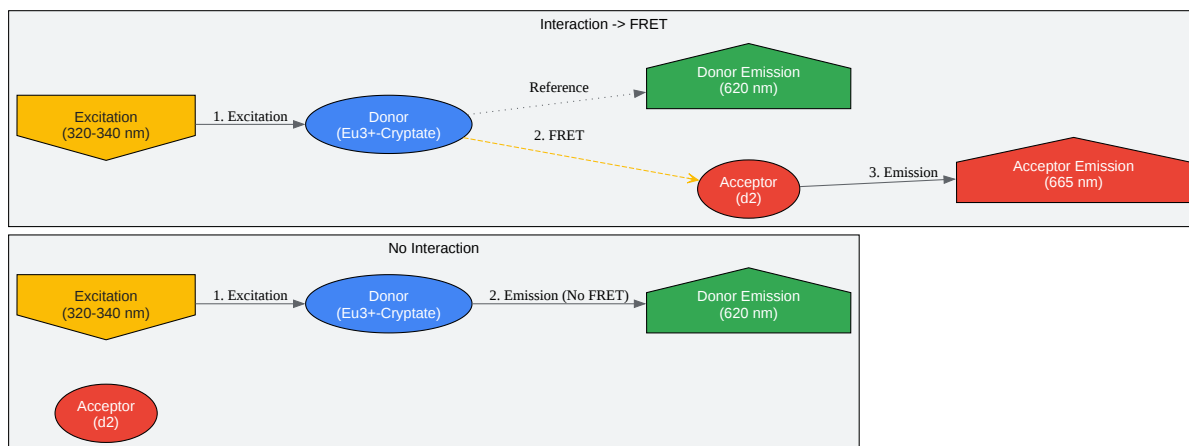 Interaction -> FRET
Excitation
(320-340 nm)
1. Excitation
Donor
(Eu3+-Cryptate)
Reference
Donor Emission
(620 nm)
2. FRET
Acceptor
(d2)
3. Emission
Acceptor Emission
(665 nm)
No Interaction
Excitation
(320-340 nm)
1. Excitation
Donor
(Eu3+-Cryptate)
2. Emission (No FRET)
Donor Emission
(620 nm)
Acceptor
(d2)